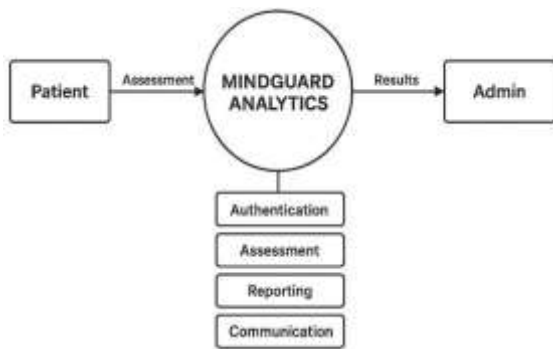 Patient
Assessment
MINDGUARD
ANALYTICS
Results
Admin
Authentication
Assessment
Reporting
Communication